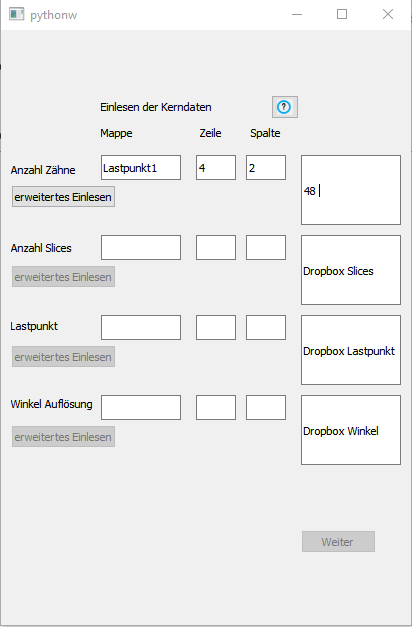 pythonw
Einlesen der Kerndaten ?
Mappe Zeile Spalte
Anzahl Zähne Lastpunkt1 4 2
48
erweitertes Einlesen
Anzahl Slices
Dropbox Slices
erweitertes Einlesen
Lastpunkt
Dropbox Lastpunkt
erweitertes Einlesen
Winkel Auflösung
Dropbox Winkel
erweitertes Einlesen
Weiter